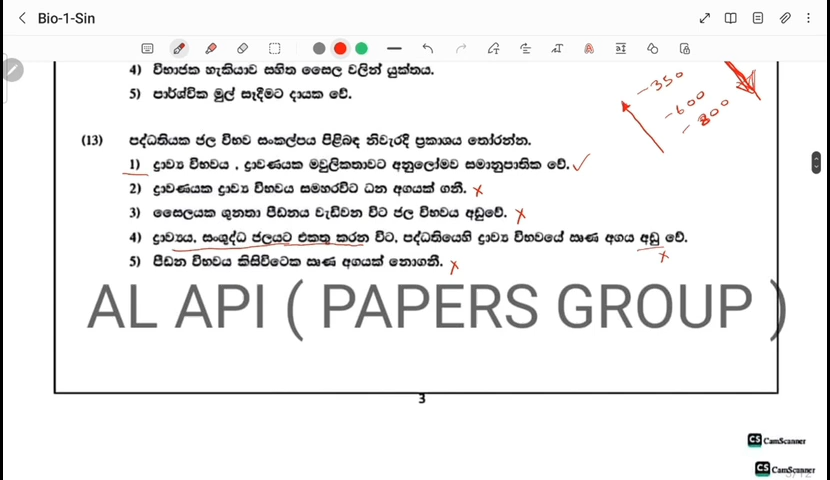 Bio-1-Sin
4) විභාජක හැකියාව සහිත සෛල වලින් යුක්තය.
5) පාර්ශ්වික මුල් සෑදීමට දායක වේ.
-350
-600
-800
(13) පද්ධතියක ජල විභව සංකල්පය පිළිබඳ නිවැරදි ප්‍රකාශය තෝරන්න.
1) ද්‍රාව්‍ය විභවය , ද්‍රාවණයක මවුලිකතාවට අනුලෝමව සමානුපාතික වේ. ✓
2) ද්‍රාවණයක ද්‍රාව්‍ය විභවය සමහරවිට ධන අගයක් ගනී. x
3) සෛලයක ශූනතා පීඩනය වැඩිවන විට ජල විභවය අඩුවේ. x
4) ද්‍රාව්‍යය, සංශුද්ධ ජලයට එකතු කරන විට, පද්ධතියෙහි ද්‍රාව්‍ය විභවයේ ඍණ අගය අඩු වේ.
x
5) පීඩන විභවය කිසිවිටෙක ඍණ අගයක් නොගනී. x
AL API ( PAPERS GROUP )
3
CS CamScanner
CS CamScanner